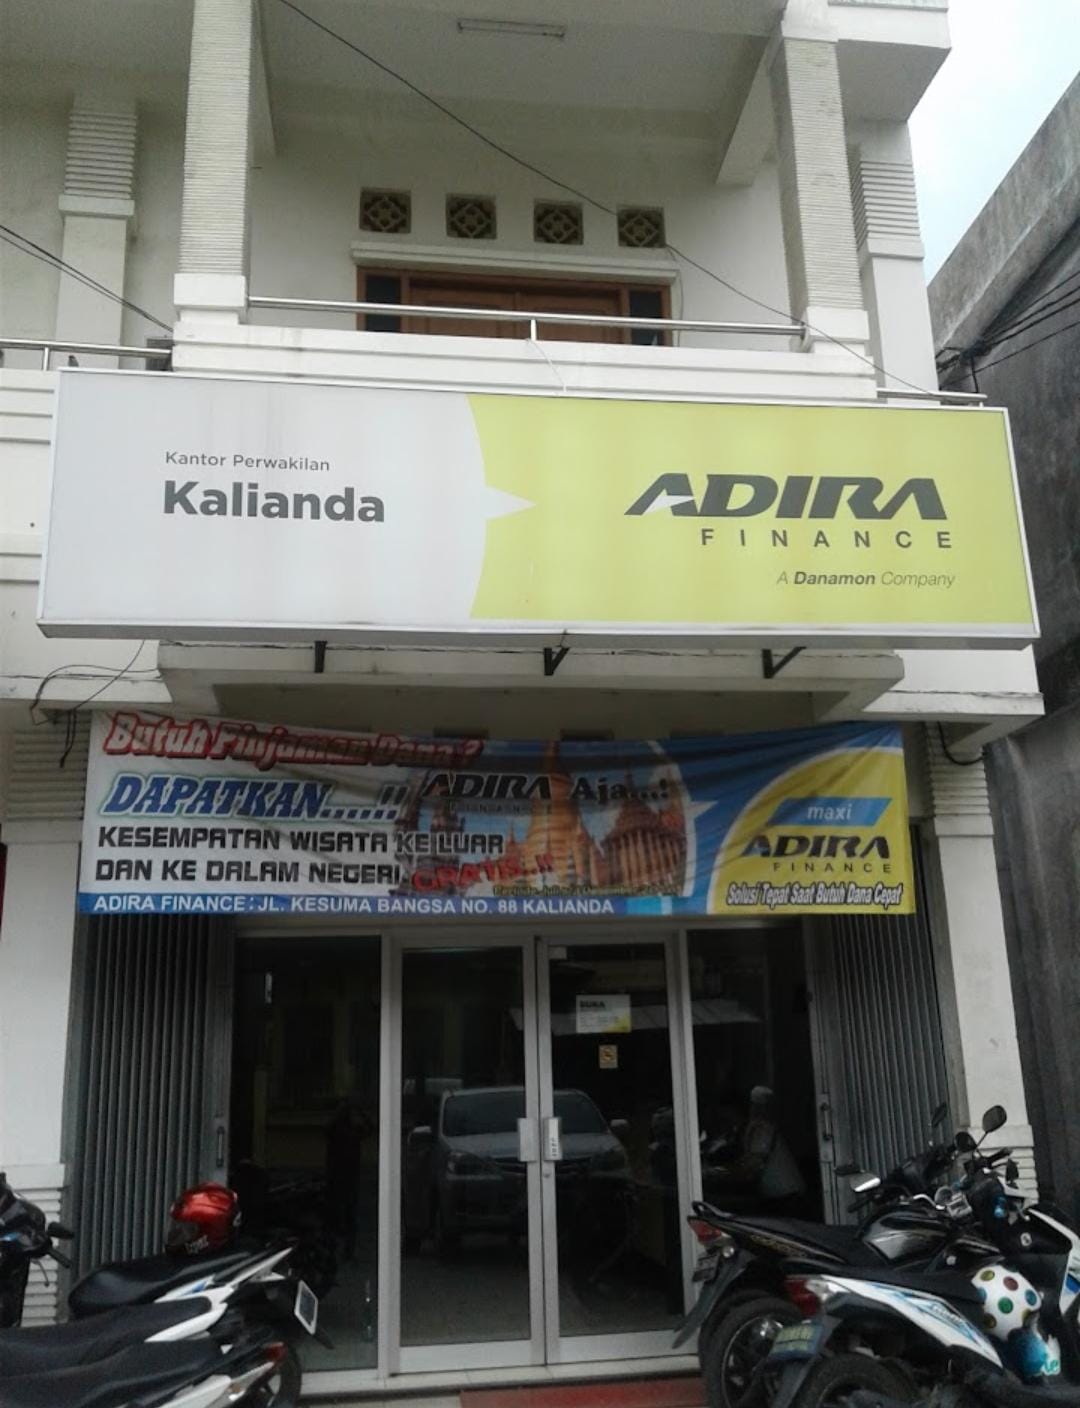 Kantor Perwakilan
Kalianda
ADIRA
FINANCE
A Danamon Company
Butuh Pinjaman Dana?
DAPATKAN.....!! ADIRA Aja...!
FINANCE
KESEMPATAN WISATA KE LUAR
DAN KE DALAM NEGERI GRATIS..!!
ADIRA FINANCE : JL. KESUMA BANGSA NO. 88 KALIANDA
maxi
ADIRA
FINANCE
Solusi Tepat Saat Butuh Dana Cepat
BUKA